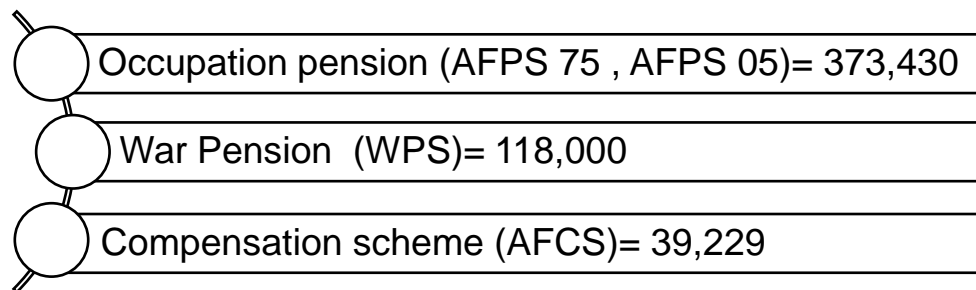 Occupation pension (AFPS 75 , AFPS 05)= 373,430
War Pension  (WPS)= 118,000
Compensation scheme (AFCS)= 39,229